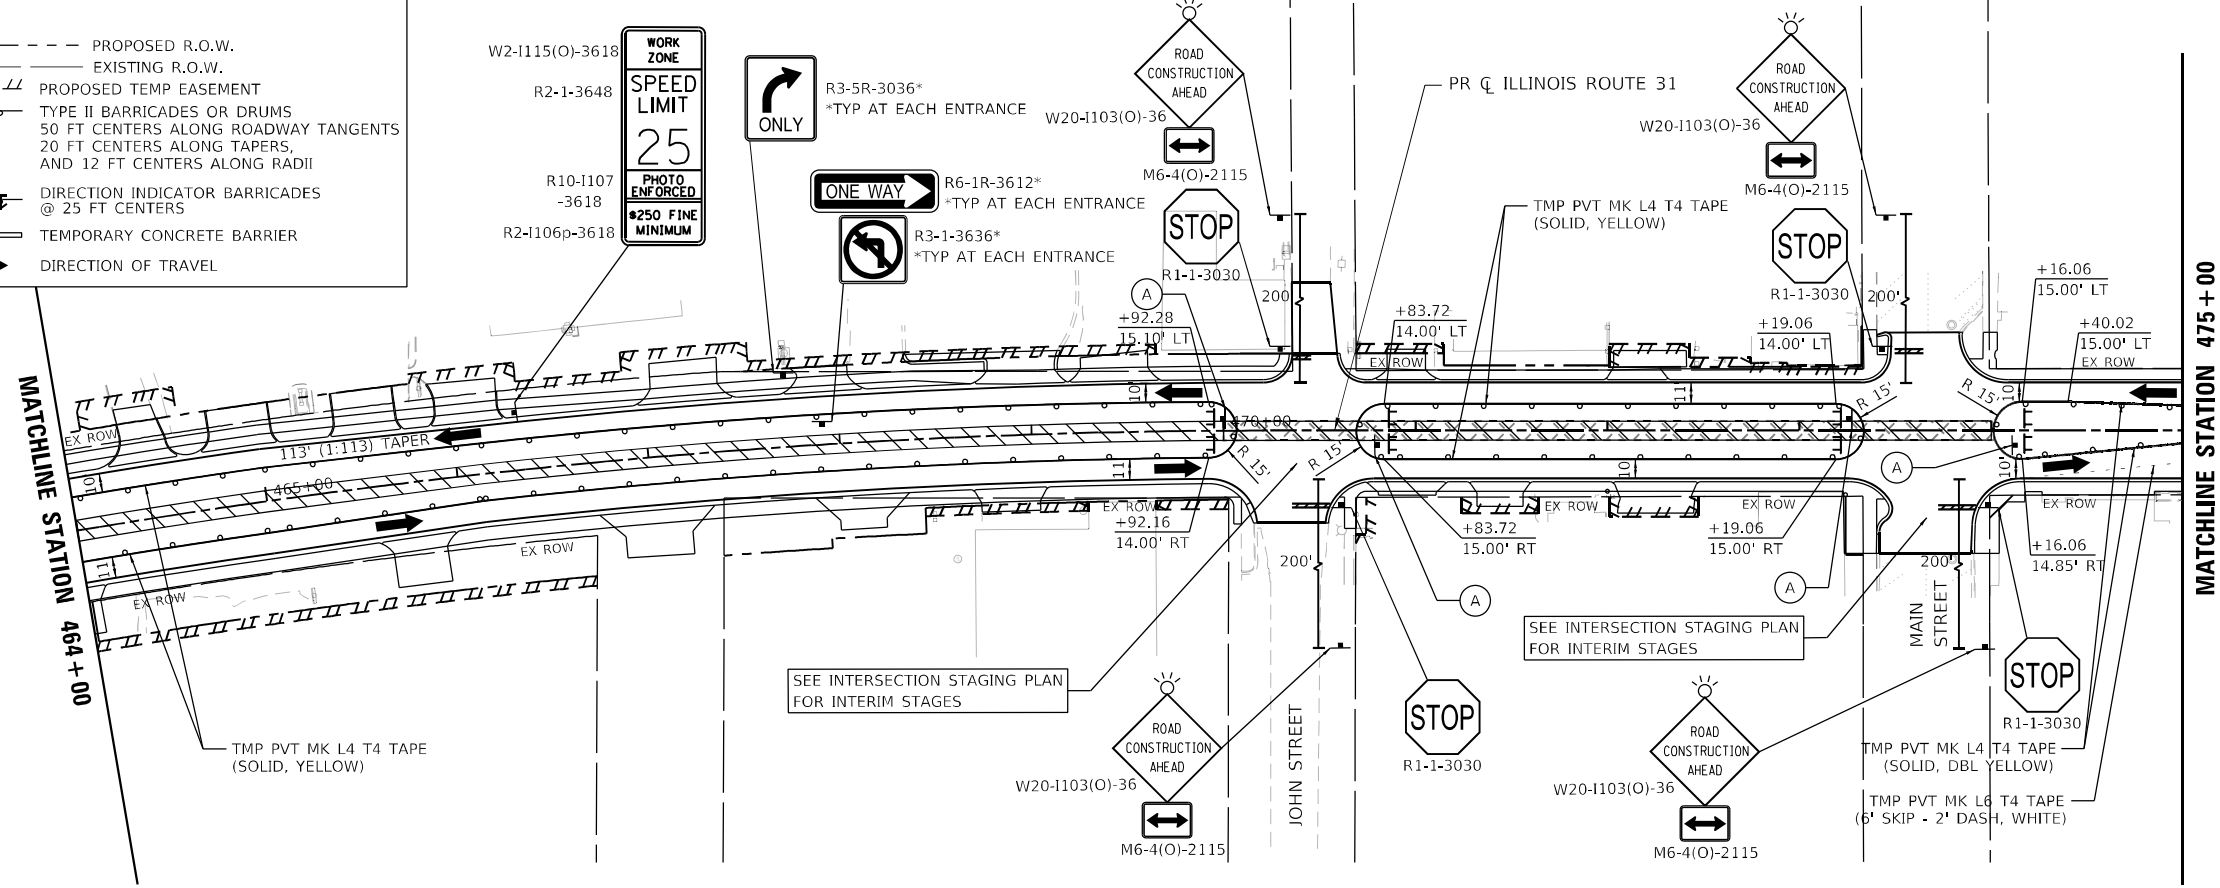 PROPOSED R.O.W.
EXISTING R.O.W.
PROPOSED TEMP EASEMENT
TYPE II BARRICADES OR DRUMS
50 FT CENTERS ALONG ROADWAY TANGENTS
20 FT CENTERS ALONG TAPERS,
AND 12 FT CENTERS ALONG RADII
DIRECTION INDICATOR BARRICADES
@ 25 FT CENTERS
TEMPORARY CONCRETE BARRIER
DIRECTION OF TRAVEL
W2-I115(O)-3618
R2-1-3648
R10-I107
-3618
R2-I106p-3618
WORK
ZONE
SPEED
LIMIT
25
PHOTO
ENFORCED
$250 FINE
MINIMUM
ONLY
R3-5R-3036*
*TYP AT EACH ENTRANCE
ONE WAY
R6-1R-3612*
*TYP AT EACH ENTRANCE
R3-1-3636*
*TYP AT EACH ENTRANCE
ROAD
CONSTRUCTION
AHEAD
W20-I103(O)-36
M6-4(O)-2115
STOP
R1-1-3030
200'
PR ℄ ILLINOIS ROUTE 31
TMP PVT MK L4 T4 TAPE
(SOLID, YELLOW)
ROAD
CONSTRUCTION
AHEAD
W20-I103(O)-36
M6-4(O)-2115
STOP
R1-1-3030
200'
A
+92.28
15.10' LT
+83.72
14.00' LT
+19.06
14.00' LT
+16.06
15.00' LT
+40.02
15.00' LT
EX ROW
EX ROW
MATCHLINE STATION 475+00
MATCHLINE STATION 464+00
EX ROW
113' (1:113) TAPER
10
10
11
R 15'
R 15'
10
465+00
470+00
R 15'
R 15'
11
11
10
10'
A
EX ROW
EX ROW
EX ROW
EX ROW
EX ROW
EX ROW
+92.16
14.00' RT
+83.72
15.00' RT
+19.06
15.00' RT
+16.06
14.85' RT
200'
200'
A
A
SEE INTERSECTION STAGING PLAN
FOR INTERIM STAGES
MAIN
STREET
SEE INTERSECTION STAGING PLAN
FOR INTERIM STAGES
JOHN STREET
TMP PVT MK L4 T4 TAPE
(SOLID, YELLOW)
ROAD
CONSTRUCTION
AHEAD
W20-I103(O)-36
M6-4(O)-2115
STOP
R1-1-3030
ROAD
CONSTRUCTION
AHEAD
W20-I103(O)-36
M6-4(O)-2115
STOP
R1-1-3030
TMP PVT MK L4 T4 TAPE
(SOLID, DBL YELLOW)
TMP PVT MK L6 T4 TAPE
(6' SKIP - 2' DASH, WHITE)